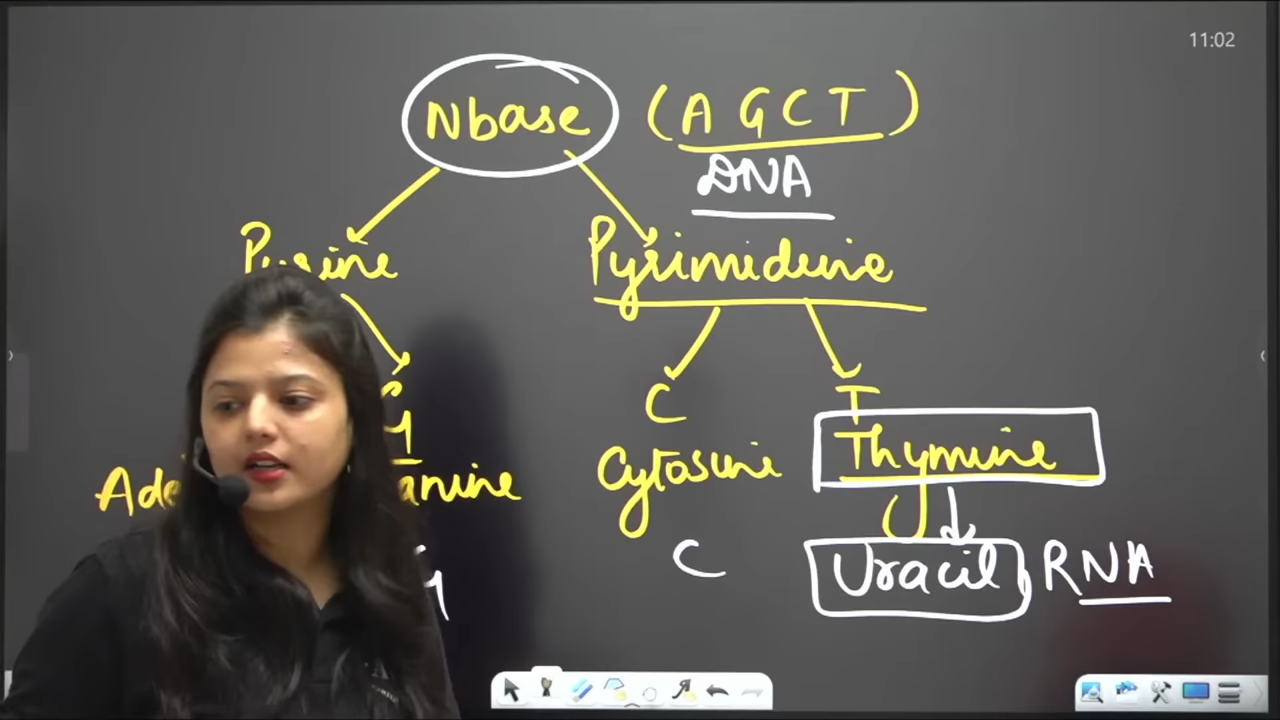 11:02
Nbase (A G C T)
DNA
Pyrimidine
G
C
T
Cytosine
Thymine
C
Uracil RNA